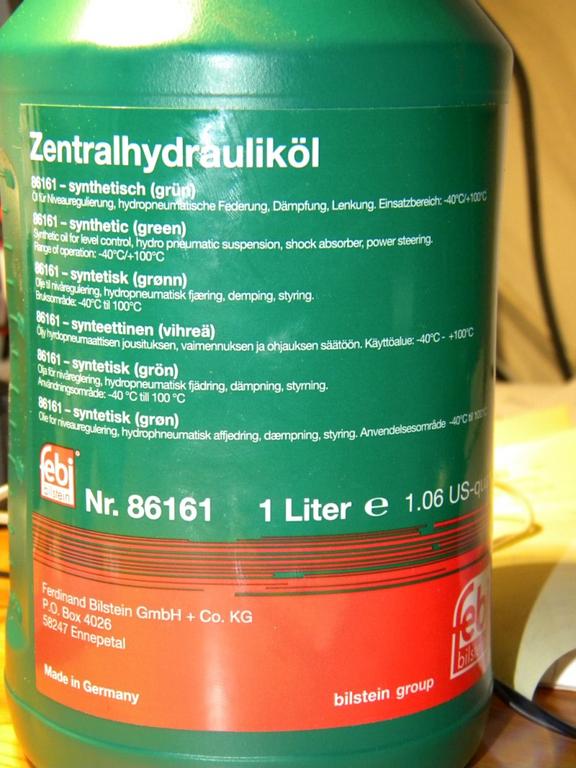 Zentralhydrauliköl
86161 – synthetisch (grün)
Öl für Niveauregulierung, hydropneumatische Federung, Dämpfung, Lenkung. Einsatzbereich: -40°C/+100°C
86161 – synthetic (green)
Synthetic oil for level control, hydro pneumatic suspension, shock absorber, power steering.
Range of operation: -40°C/+100°C
86161 – syntetisk (grønn)
Olje til nivåregulering, hydropneumatisk fjæring, demping, styring.
Bruksområde: -40°C til 100°C
86161 – synteettinen (vihreä)
Öljy hyrdopneumaattisen jousituksen, vaimennuksen ja ohjauksen säätöön. Käyttöalue: -40°C - +100°C
86161 – syntetisk (grön)
Olja för nivåreglering, hydropneumatisk fjädring, dämpning, styrning.
Användningsområde: -40 °C till 100 °C
86161 – syntetisk (grøn)
Olie for niveauregulering, hydrophneumatisk affjedring, dæmpning, styring. Anvendelsesområde -40°C til 100°C
febi
bilstein
Nr. 86161 1 Liter ℮ 1.06 US-qu
Ferdinand Bilstein GmbH + Co. KG
P.O. Box 4026
58247 Ennepetal
Made in Germany
febi
bilste
bilstein group